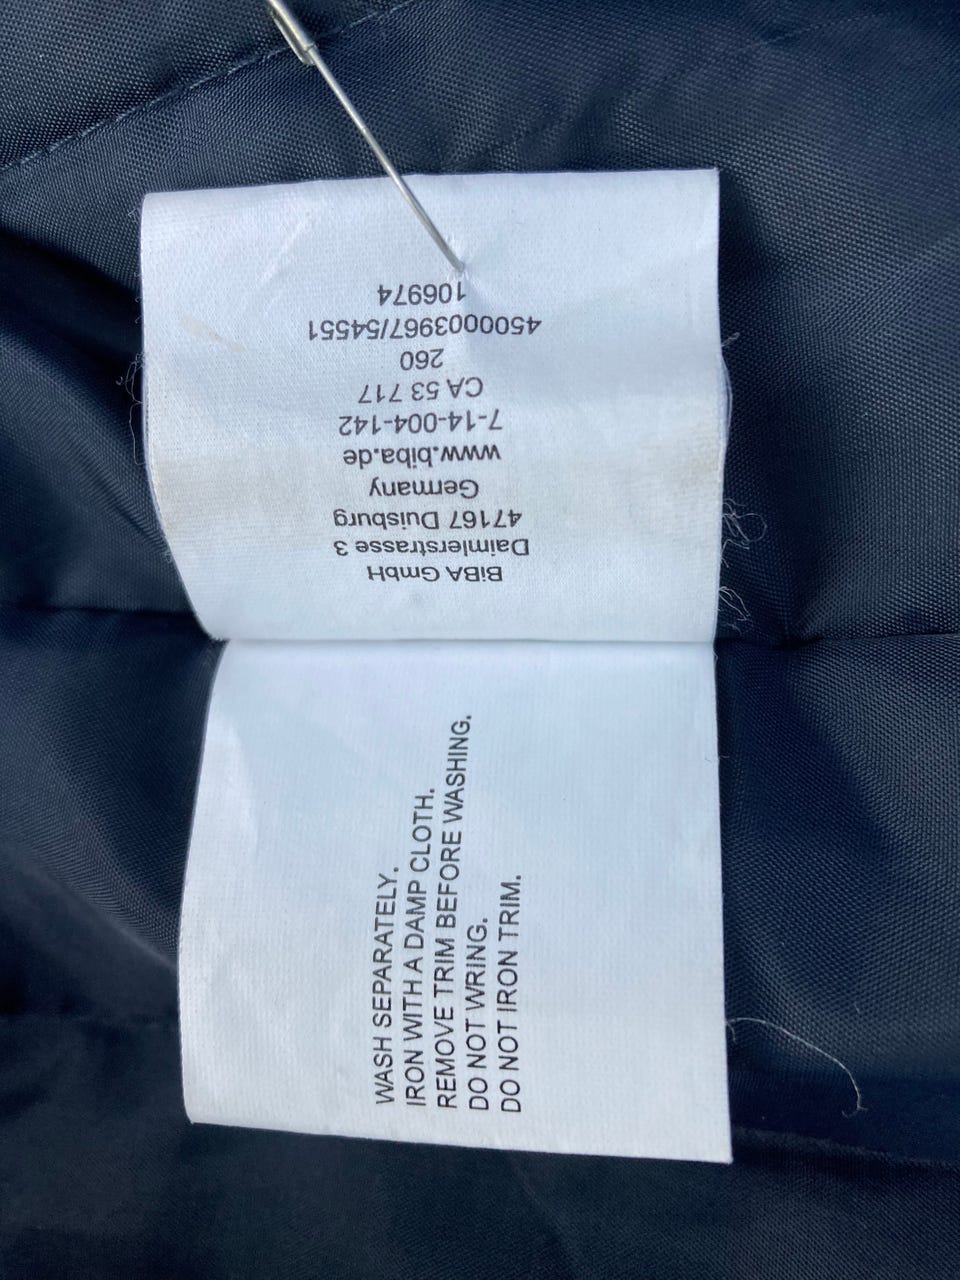 BiBA GmbH
Daimlerstrasse 3
47167 Duisburg
Germany
www.biba.de
7-14-004-142
CA 53 717
260
4500003967/54551
106974
WASH SEPARATELY.
IRON WITH A DAMP CLOTH.
REMOVE TRIM BEFORE WASHING.
DO NOT WRING.
DO NOT IRON TRIM.